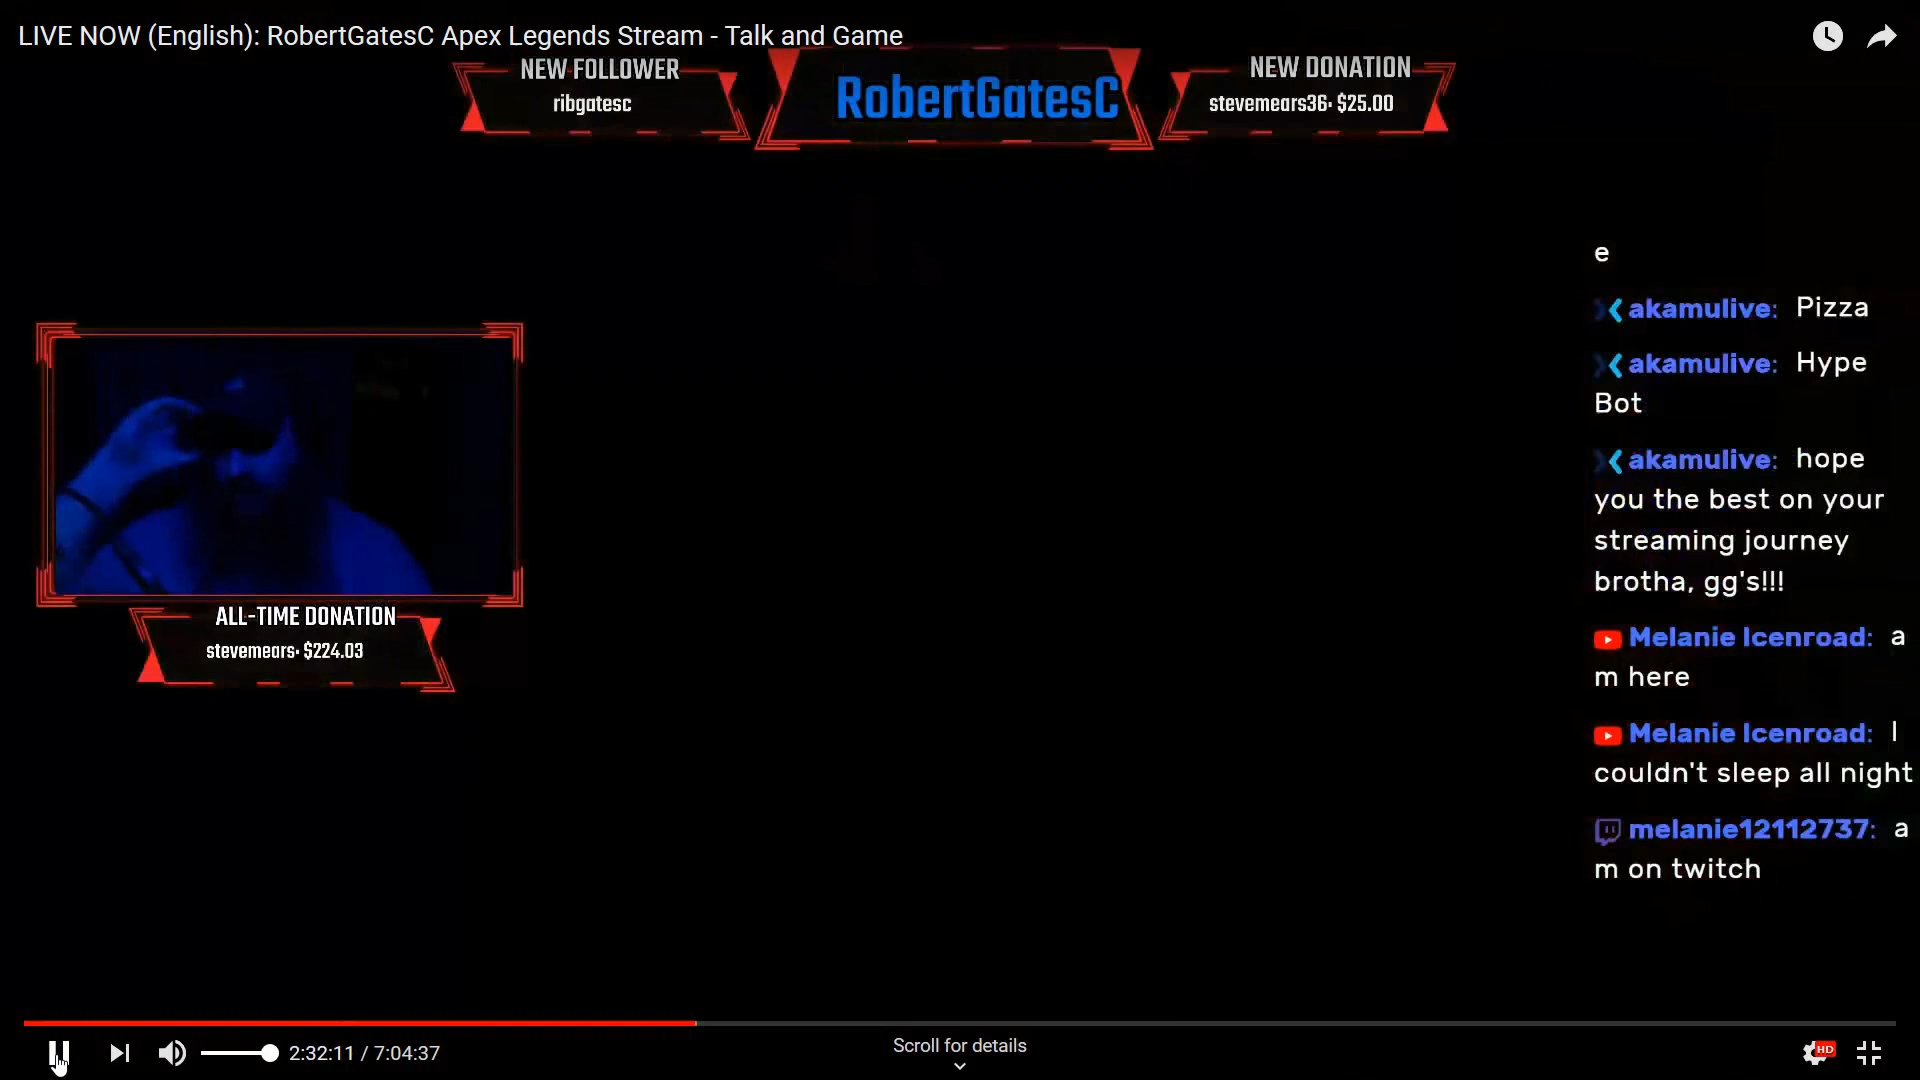 LIVE NOW (English): RobertGatesC Apex Legends Stream - Talk and Game
NEW FOLLOWER
ribgatesc
RobertGatesC
NEW DONATION
stevemears36• $25.00
e
akamulive: Pizza
akamulive: Hype
Bot
akamulive: hope
you the best on your
streaming journey
brotha, gg's!!!
Melanie Icenroad: a
m here
Melanie Icenroad: I
couldn't sleep all night
melanie12112737: a
m on twitch
ALL-TIME DONATION
stevemears• $224.03
2:32:11 / 7:04:37
Scroll for details
HD